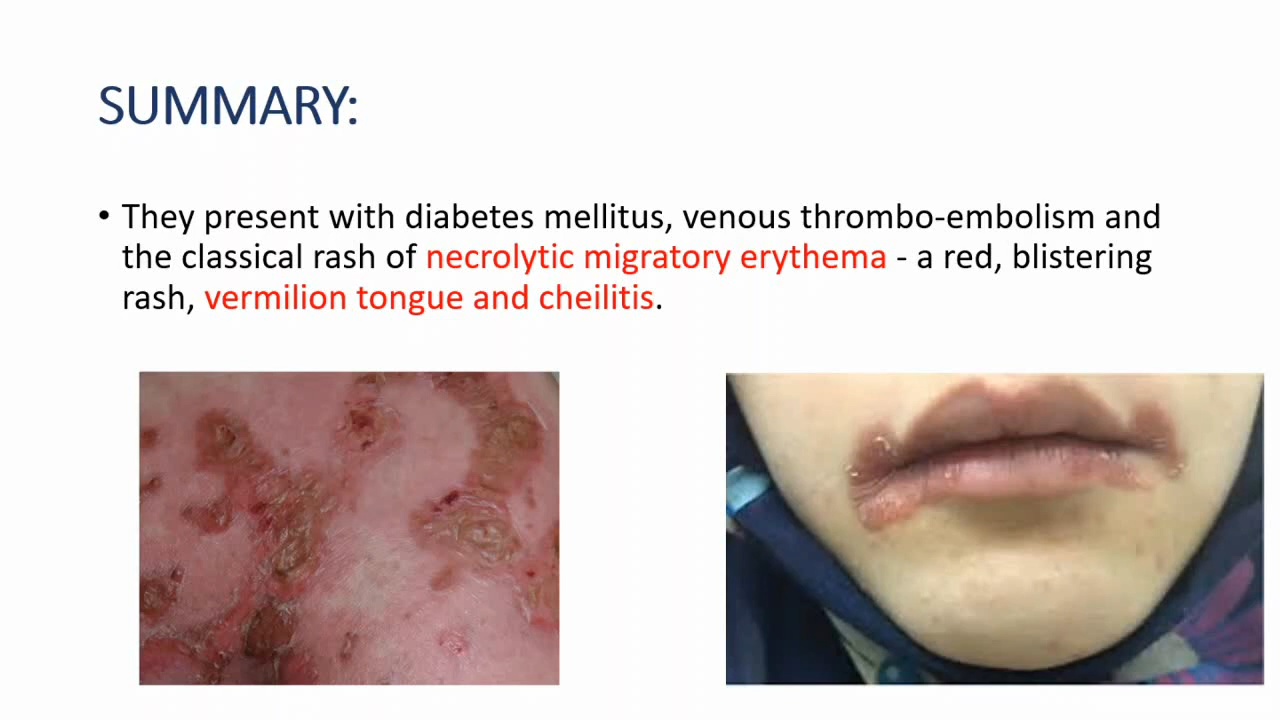 SUMMARY:
• They present with diabetes mellitus, venous thrombo-embolism and
the classical rash of necrolytic migratory erythema - a red, blistering
rash, vermilion tongue and cheilitis.